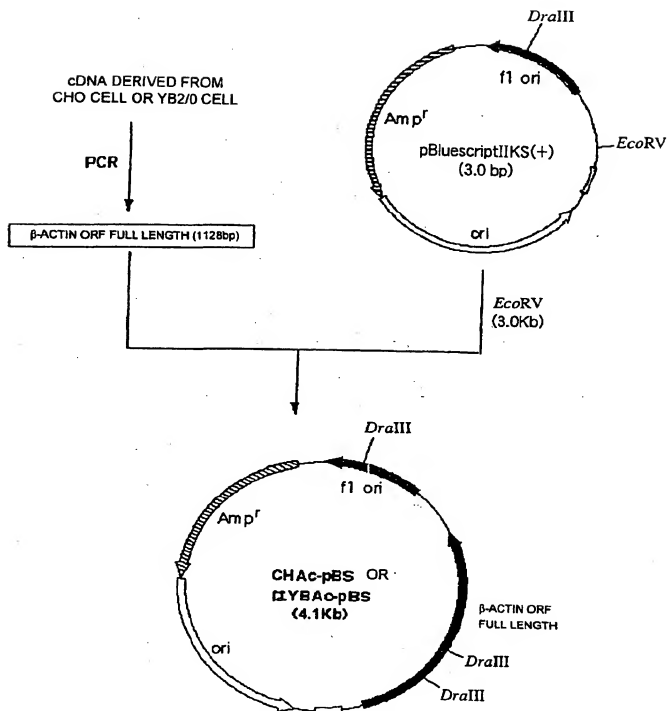 DraIII
cDNA DERIVED FROM
CHO CELL OR YB2/0 CELL
f1 ori
Ampr
EcoRV
pBluescriptIIKS(+)
(3.0 bp)
PCR
β-ACTIN ORF FULL LENGTH (1128bp)
ori
EcoRV
(3.0Kb)
DraIII
f1 ori
Ampr
CHAc-pBS OR
YBAc-pBS
(4.1Kb)
β-ACTIN ORF
FULL LENGTH
ori
DraIII
DraIII